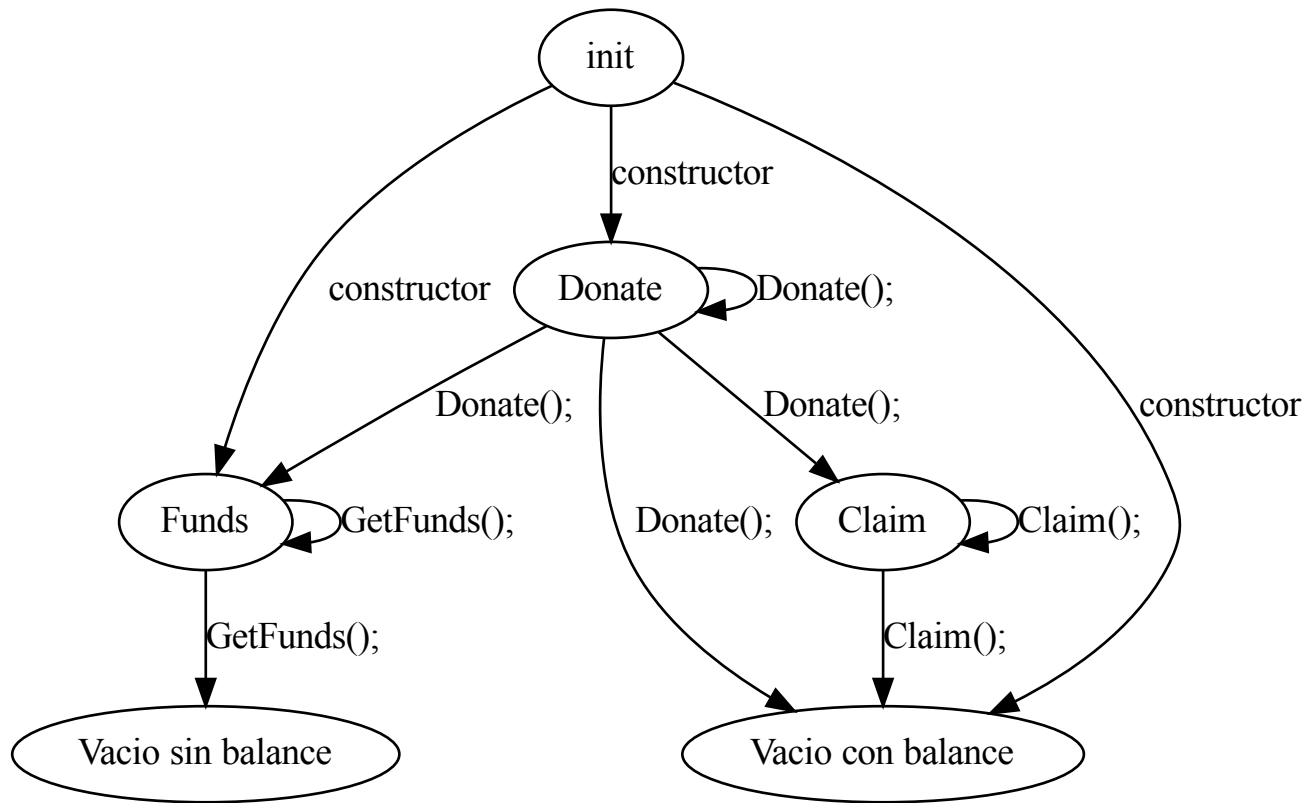 init
constructor
constructor
Donate
Donate();
Donate();
Donate();
constructor
Funds
GetFunds();
Donate();
Claim
Claim();
GetFunds();
Claim();
Vacio sin balance
Vacio con balance